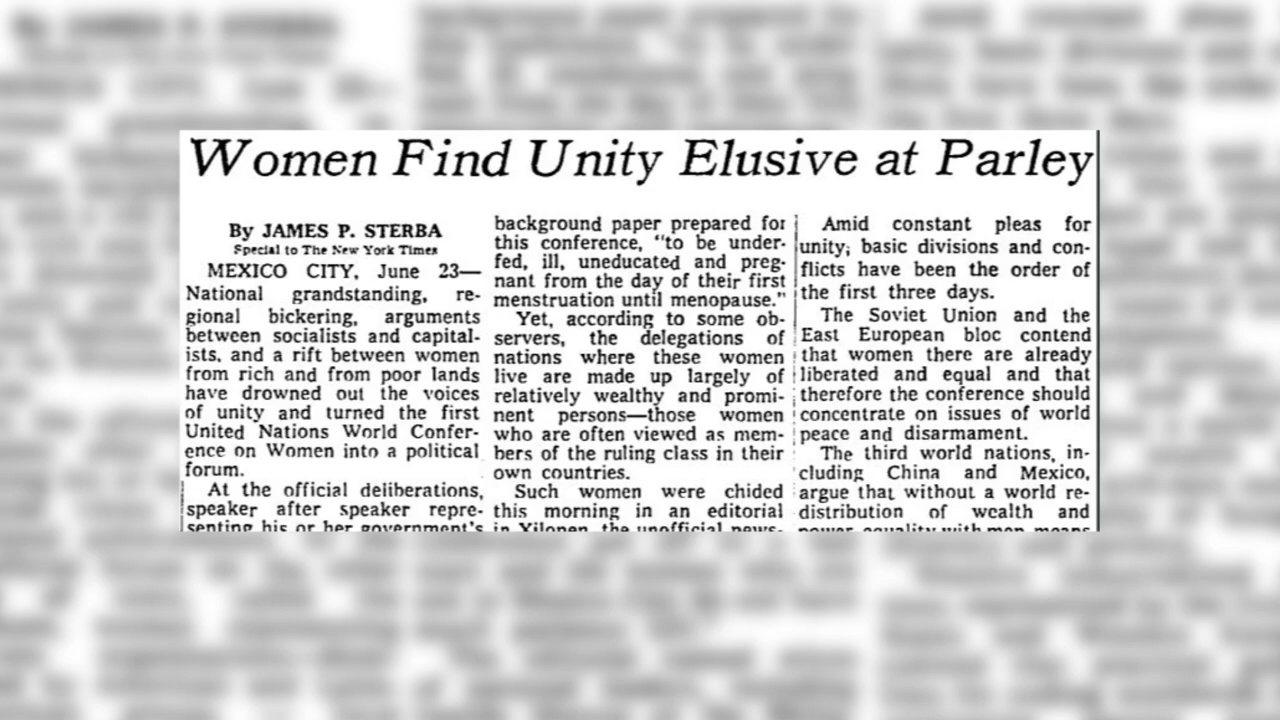 Women Find Unity Elusive at Parley
By JAMES P. STERBA
Special to The New York Times
MEXICO CITY, June 23—
National grandstanding, re-
gional bickering, arguments
between socialists and capital-
ists, and a rift between women
from rich and from poor lands
have drowned out the voices
of unity and turned the first
United Nations World Confer-
ence on Women into a political
forum.
At the official deliberations,
speaker after speaker repre-
senting his or her government's
background paper prepared for
this conference, "to be under-
fed, ill, uneducated and preg-
nant from the day of their first
menstruation until menopause."
Yet, according to some ob-
servers, the delegations of
nations where these women
live are made up largely of
relatively wealthy and promi-
nent persons—those women
who are often viewed as mem-
bers of the ruling class in their
own countries.
Such women were chided
this morning in an editorial
in Xilonen, the unofficial news-
Amid constant pleas for
unity, basic divisions and con-
flicts have been the order of
the first three days.
The Soviet Union and the
East European bloc contend
that women there are already
liberated and equal and that
therefore the conference should
concentrate on issues of world
peace and disarmament.
The third world nations, in-
cluding China and Mexico,
argue that without a world re-
distribution of wealth and
power, equality with men means